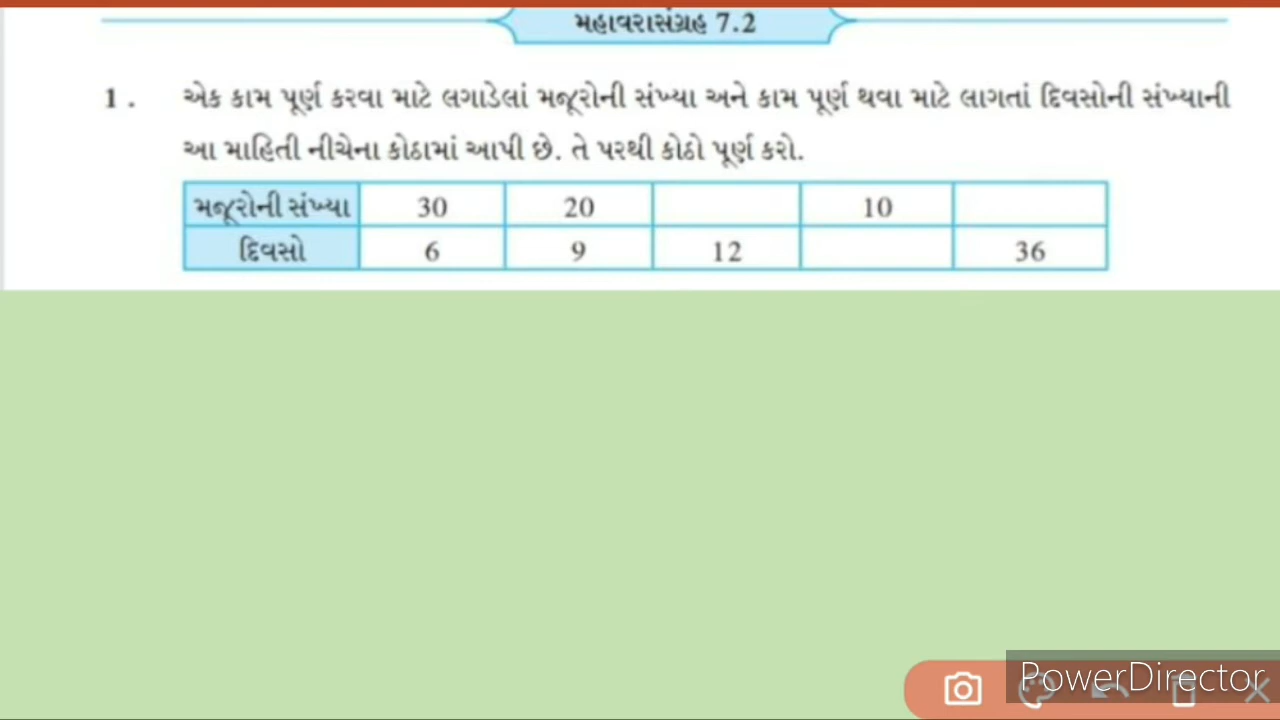 મહાવરાસંગ્રહ 7.2
1 . એક કામ પૂર્ણ કરવા માટે લગાડેલાં મજૂરોની સંખ્યા અને કામ પૂર્ણ થવા માટે લાગતાં દિવસોની સંખ્યાની
આ માહિતી નીચેના કોઠામાં આપી છે. તે પરથી કોઠો પૂર્ણ કરો.
મજૂરોની સંખ્યા 30 20 10
દિવસો 6 9 12 36
PowerDirector